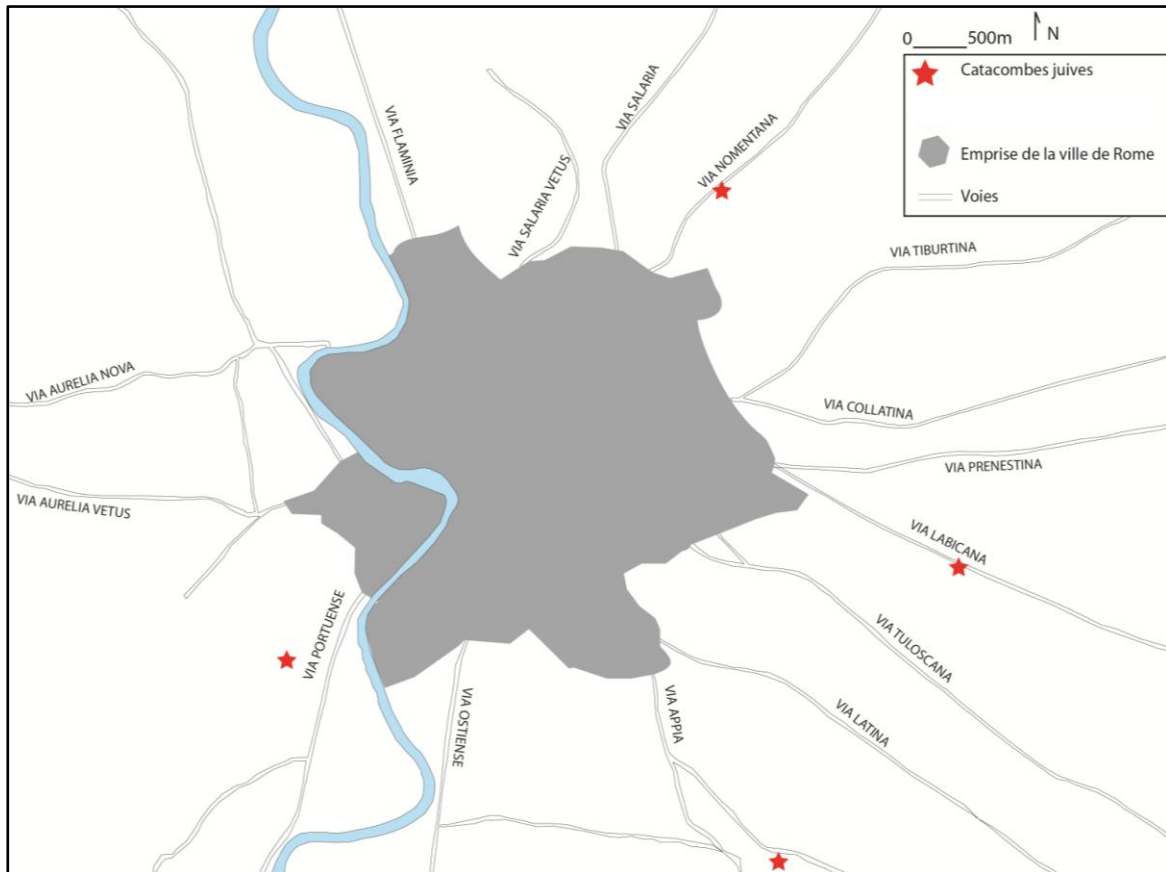 0 500m N
Catacombes juives
Emprise de la ville de Rome
Voies
VIA FLAMINIA
VIA SALARIA VETUS
VIA SALARIA
VIA NOMENTANA
VIA TIBURTINA
VIA AURELIA NOVA
VIA COLLATINA
VIA PRENESTINA
VIA AURELIA VETUS
VIA LABICANA
VIA PORTUENSE
VIA TULOSCANA
VIA OSTIENSE
VIA APPIA
VIA LATINA